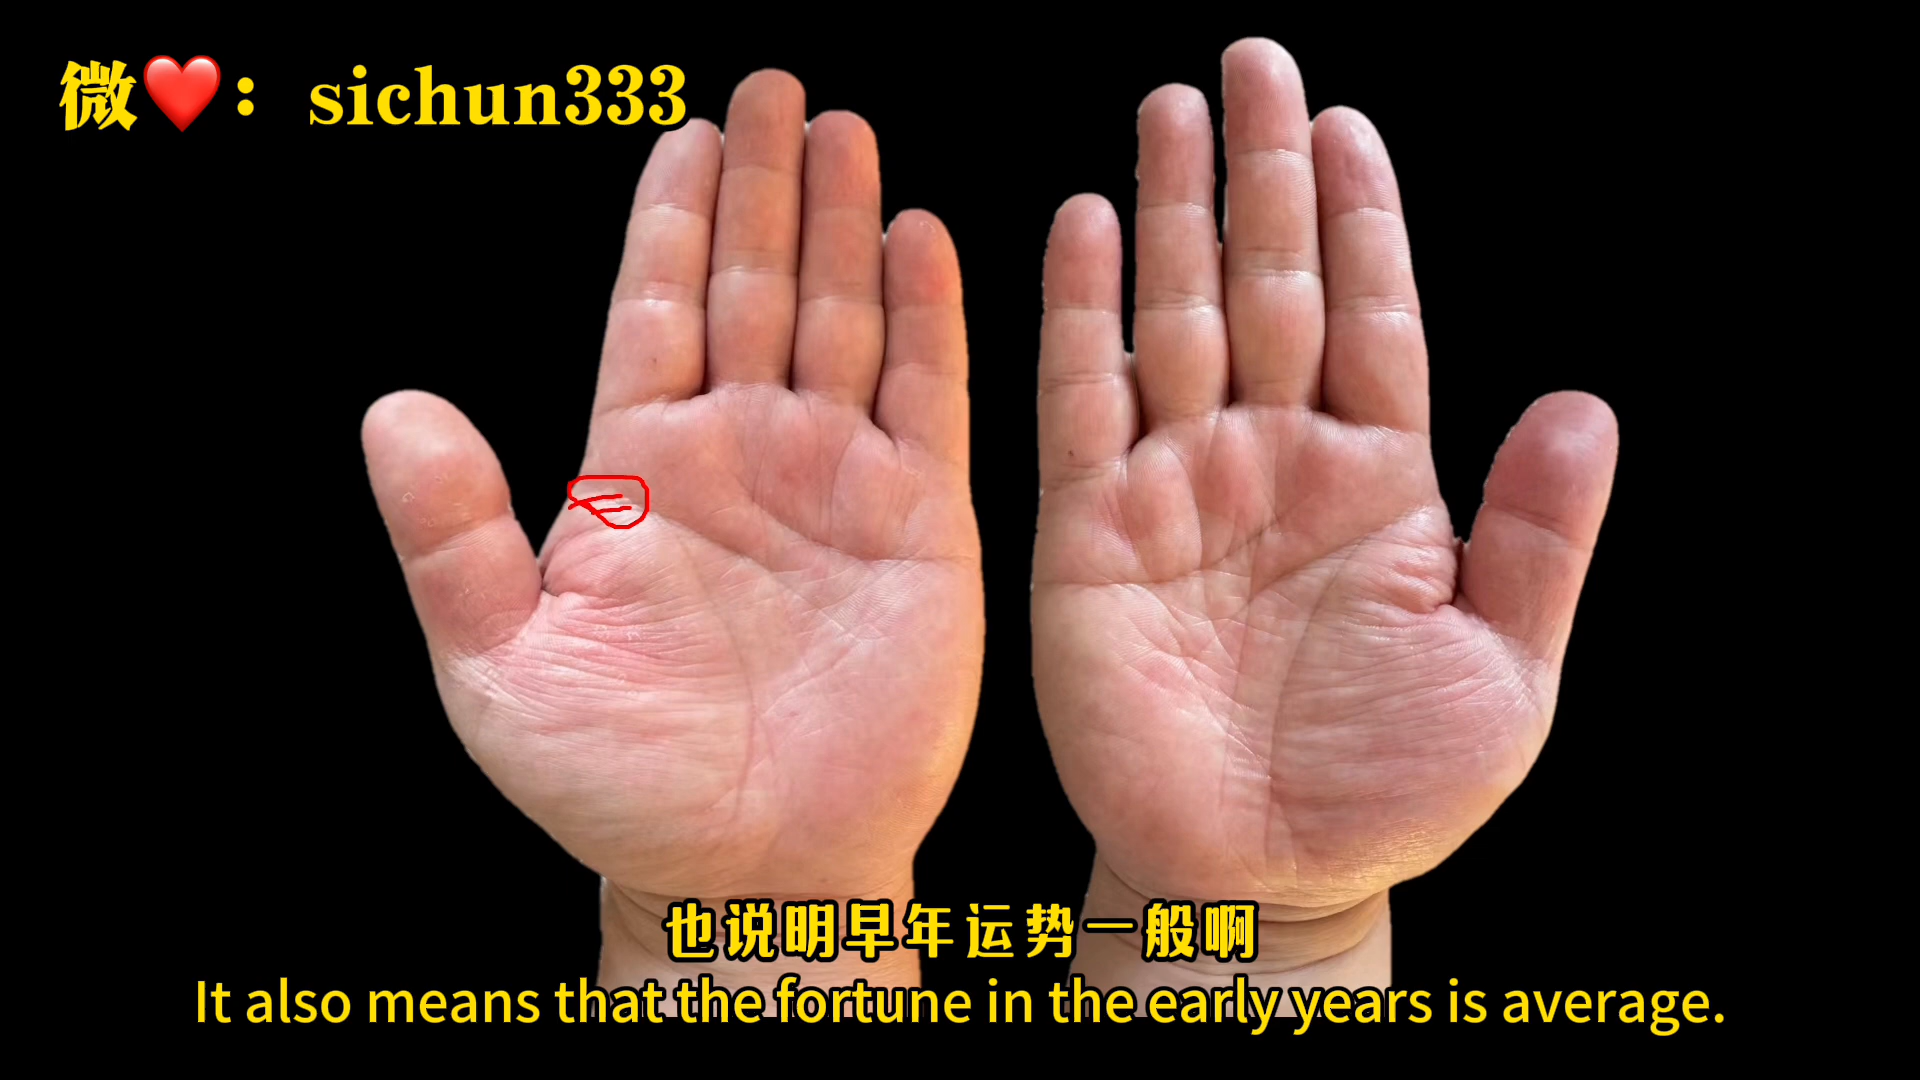 微❤️：sichun333
也说明早年运势一般啊
It also means that the fortune in the early years is average.